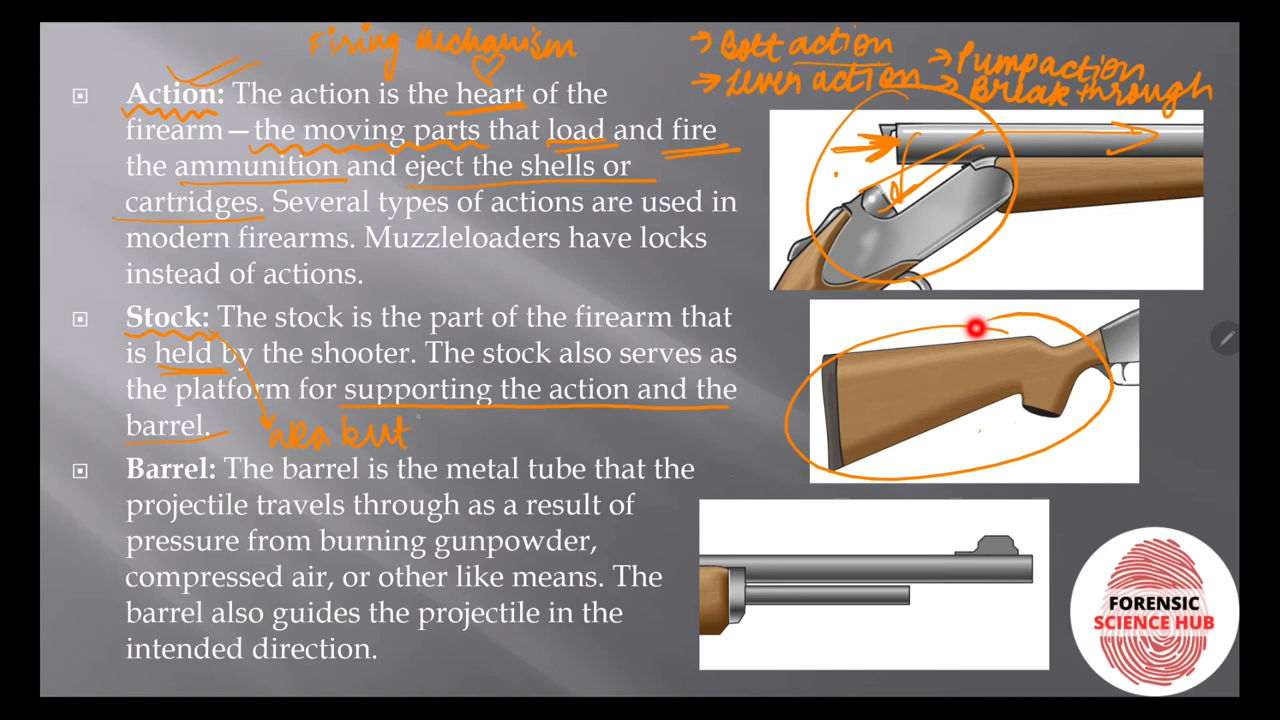 Firing mechanism
→ Bolt action
→ Lever action
→ Pump action
→ Break through
Action: The action is the heart of the
firearm—the moving parts that load and fire
the ammunition and eject the shells or
cartridges. Several types of actions are used in
modern firearms. Muzzleloaders have locks
instead of actions.
Stock: The stock is the part of the firearm that
is held by the shooter. The stock also serves as
the platform for supporting the action and the
barrel.
aka but
Barrel: The barrel is the metal tube that the
projectile travels through as a result of
pressure from burning gunpowder,
compressed air, or other like means. The
barrel also guides the projectile in the
intended direction.
FORENSIC
SCIENCE HUB